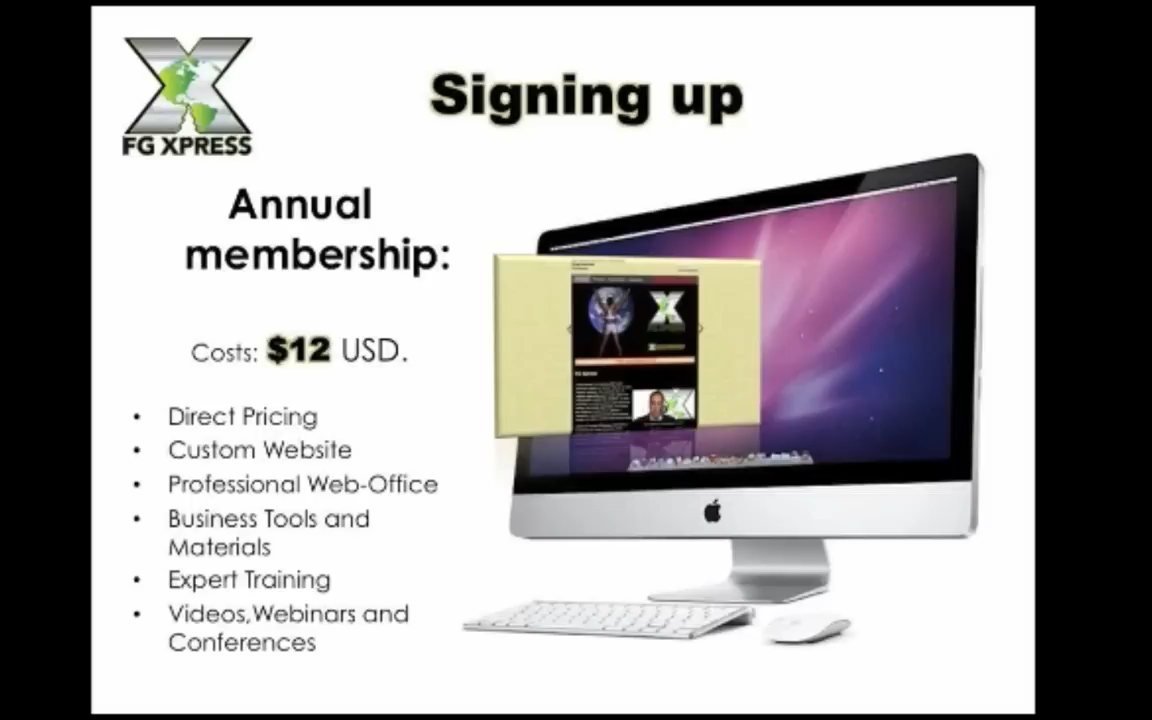 FG XPRESS
Signing up
Annual
membership:
Costs: $12 USD.
• Direct Pricing
• Custom Website
• Professional Web-Office
• Business Tools and
Materials
• Expert Training
• Videos,Webinars and
Conferences